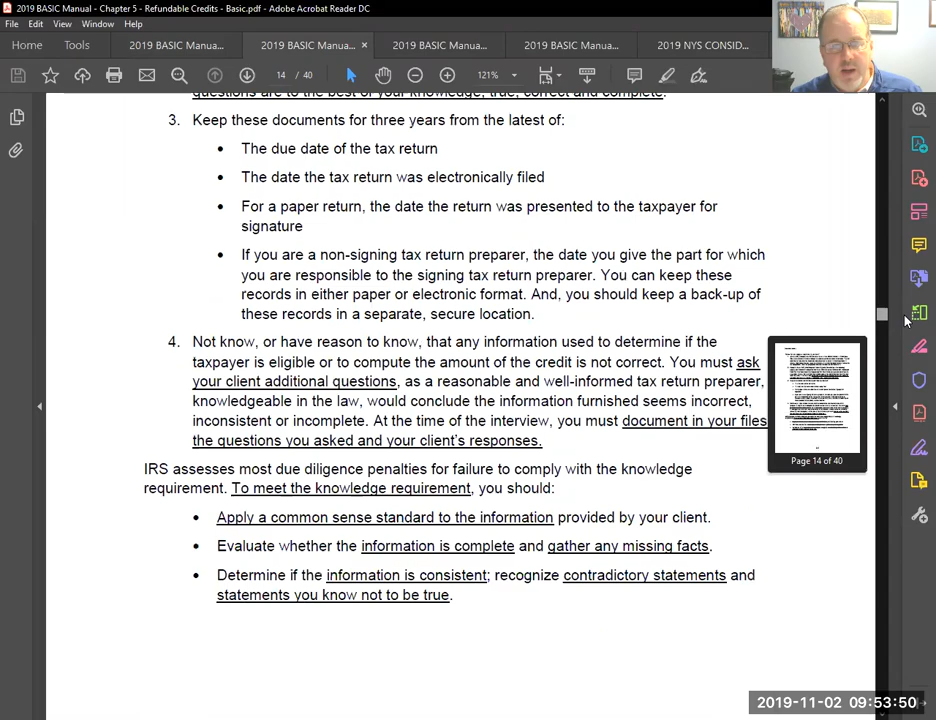 2019 BASIC Manual - Chapter 5 - Refundable Credits - Basic.pdf - Adobe Acrobat Reader DC
File Edit View Window Help
Home Tools 2019 BASIC Manua... 2019 BASIC Manua... × 2019 BASIC Manua... 2019 BASIC Manua... 2019 NYS CONSID...
14 / 40 121%
questions are to the best of your knowledge, true, correct and complete.
3. Keep these documents for three years from the latest of:
• The due date of the tax return
• The date the tax return was electronically filed
• For a paper return, the date the return was presented to the taxpayer for
signature
• If you are a non-signing tax return preparer, the date you give the part for which
you are responsible to the signing tax return preparer. You can keep these
records in either paper or electronic format. And, you should keep a back-up of
these records in a separate, secure location.
4. Not know, or have reason to know, that any information used to determine if the
taxpayer is eligible or to compute the amount of the credit is not correct. You must ask
your client additional questions, as a reasonable and well-informed tax return preparer,
knowledgeable in the law, would conclude the information furnished seems incorrect,
inconsistent or incomplete. At the time of the interview, you must document in your files
the questions you asked and your client's responses.
Page 14 of 40
IRS assesses most due diligence penalties for failure to comply with the knowledge
requirement. To meet the knowledge requirement, you should:
• Apply a common sense standard to the information provided by your client.
• Evaluate whether the information is complete and gather any missing facts.
• Determine if the information is consistent; recognize contradictory statements and
statements you know not to be true.
2019-11-02 09:53:50